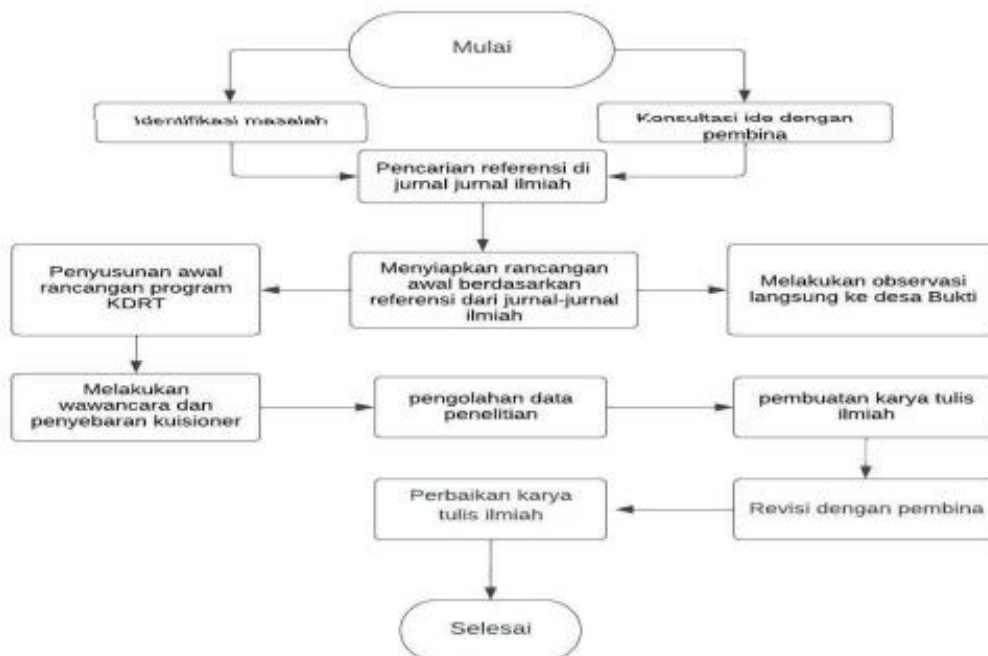 Mulai
Identifikasi masalah
Konsultasi ide dengan
pembina
Pencarian referensi di
jurnal jurnal ilmiah
Penyusunan awal
rancangan program
KDRT
Menyiapkan rancangan
awal berdasarkan
referensi dari jurnal-jurnal
ilmiah
Melakukan observasi
langsung ke desa Bukti
Melakukan
wawancara dan
penyebaran kuisioner
pengolahan data
penelitian
pembuatan karya tulis
ilmiah
Perbaikan karya
tulis ilmiah
Revisi dengan pembina
Selesai